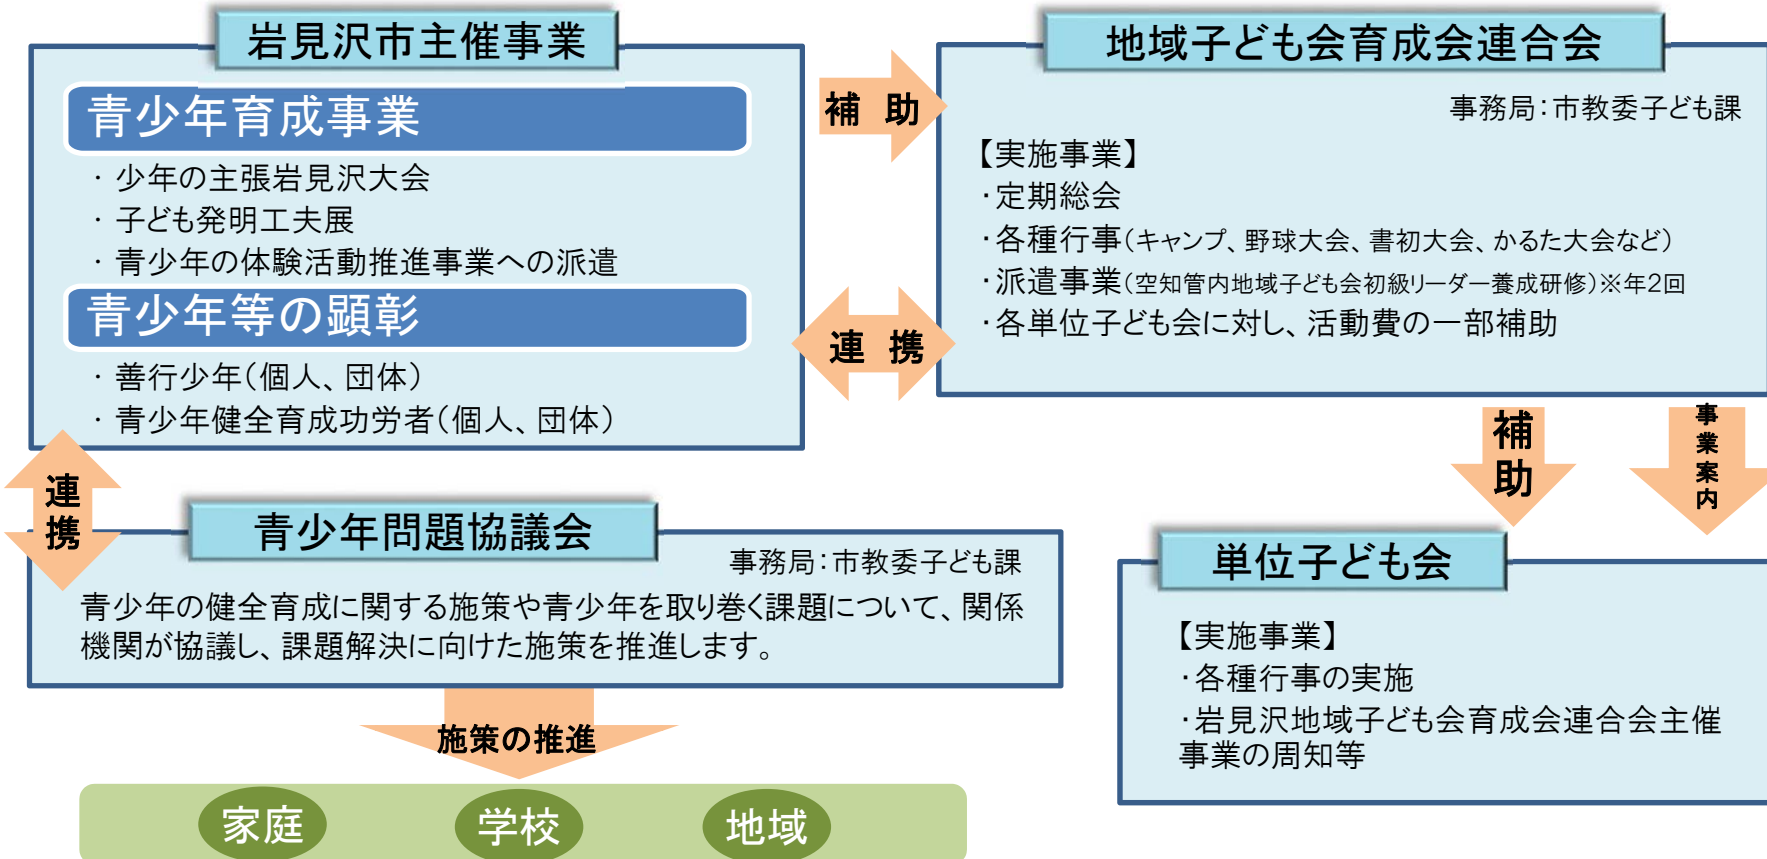 岩見沢市主催事業
青少年育成事業
・少年の主張岩見沢大会
・子ども発明工夫展
・青少年の体験活動推進事業への派遣
青少年等の顕彰
・善行少年（個人、団体）
・青少年健全育成功労者（個人、団体）
補 助
連 携
地域子ども会育成会連合会
事務局：市教委子ども課
【実施事業】
・定期総会
・各種行事（キャンプ、野球大会、書初大会、かるた大会など）
・派遣事業（空知管内地域子ども会初級リーダー養成研修）※年2回
・各単位子ども会に対し、活動費の一部補助
連携
青少年問題協議会
事務局：市教委子ども課
青少年の健全育成に関する施策や青少年を取り巻く課題について、関係
機関が協議し、課題解決に向けた施策を推進します。
施策の推進
家庭
学校
地域
補助
事業案内
単位子ども会
【実施事業】
・各種行事の実施
・岩見沢地域子ども会育成会連合会主催
事業の周知等